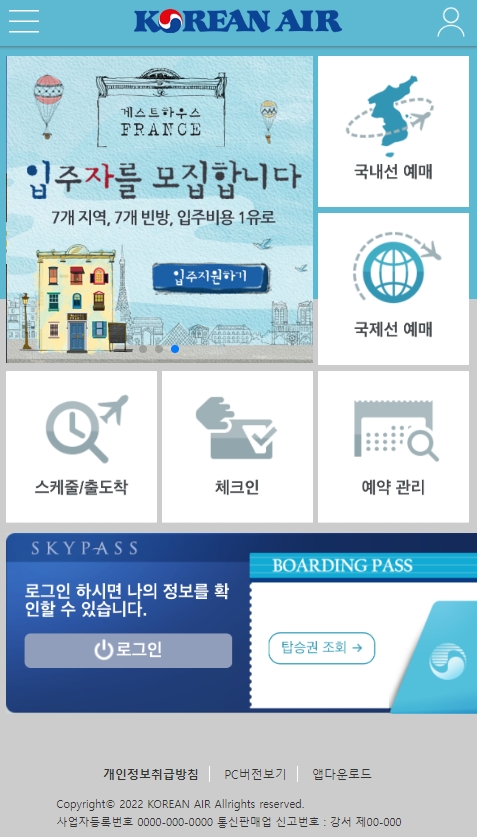 KOREAN AIR
게스트하우스
FRANCE
입주자를 모집합니다
7개 지역, 7개 빈방, 입주비용 1유로
입주지원하기
국내선 예매
국제선 예매
스케줄/출도착
체크인
예약 관리
SKYPASS
로그인 하시면 나의 정보를 확
인할 수 있습니다.
로그인
BOARDING PASS
탑승권 조회 →
개인정보취급방침 | PC버전보기 | 앱다운로드
Copyright© 2022 KOREAN AIR Allrights reserved.
사업자등록번호 0000-000-0000 통신판매업 신고번호 : 강서 제00-000